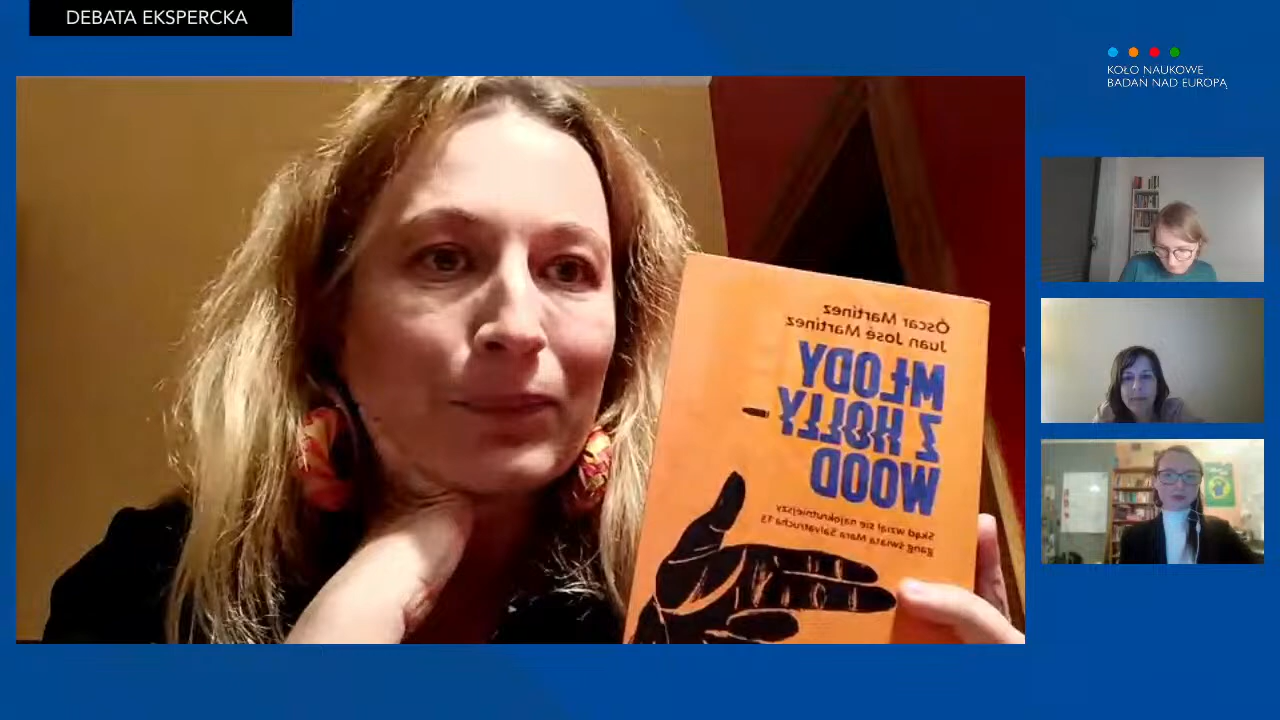 DEBATA EKSPERCKA
KOŁO NAUKOWE
BADAŃ NAD EUROPĄ
Óscar Martínez
Juan José Martínez
MŁODY
Z HOLLY-
WOOD
Skąd wziął się najokrutniejszy
gang świata Mara Salvatrucha 13